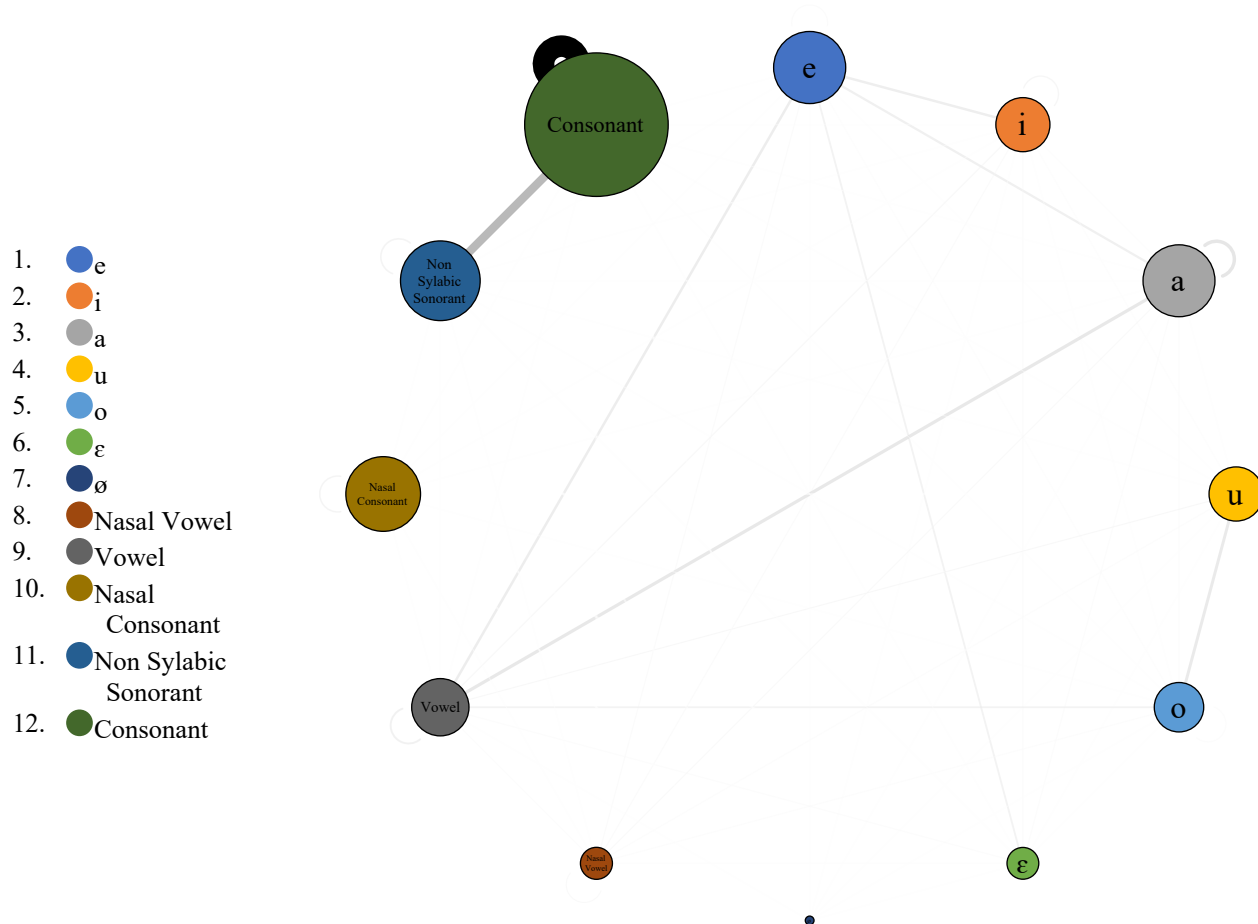 1. e
2. i
3. a
4. u
5. o
6. ε
7. ø
8. Nasal Vowel
9. Vowel
10. Nasal
Consonant
11. Non Sylabic
Sonorant
12. Consonant
e
Consonant
i
Non
Sylabic
Sonorant
a
Nasal
Consonant
u
Vowel
o
Nasal
Vowel
ε